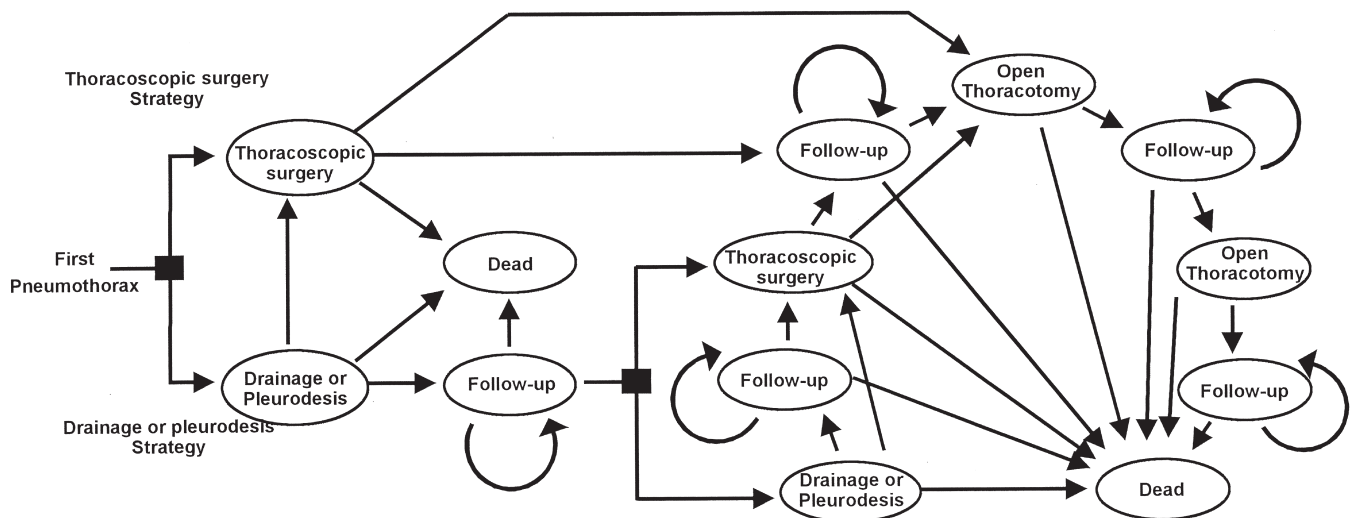 Thoracoscopic surgery
Strategy
Open
Thoracotomy
Thoracoscopic
surgery
Follow-up
Follow-up
First
Pneumothorax
Dead
Thoracoscopic
surgery
Open
Thoracotomy
Drainage or
Pleurodesis
Follow-up
Follow-up
Follow-up
Drainage or pleurodesis
Strategy
Drainage or
Pleurodesis
Dead